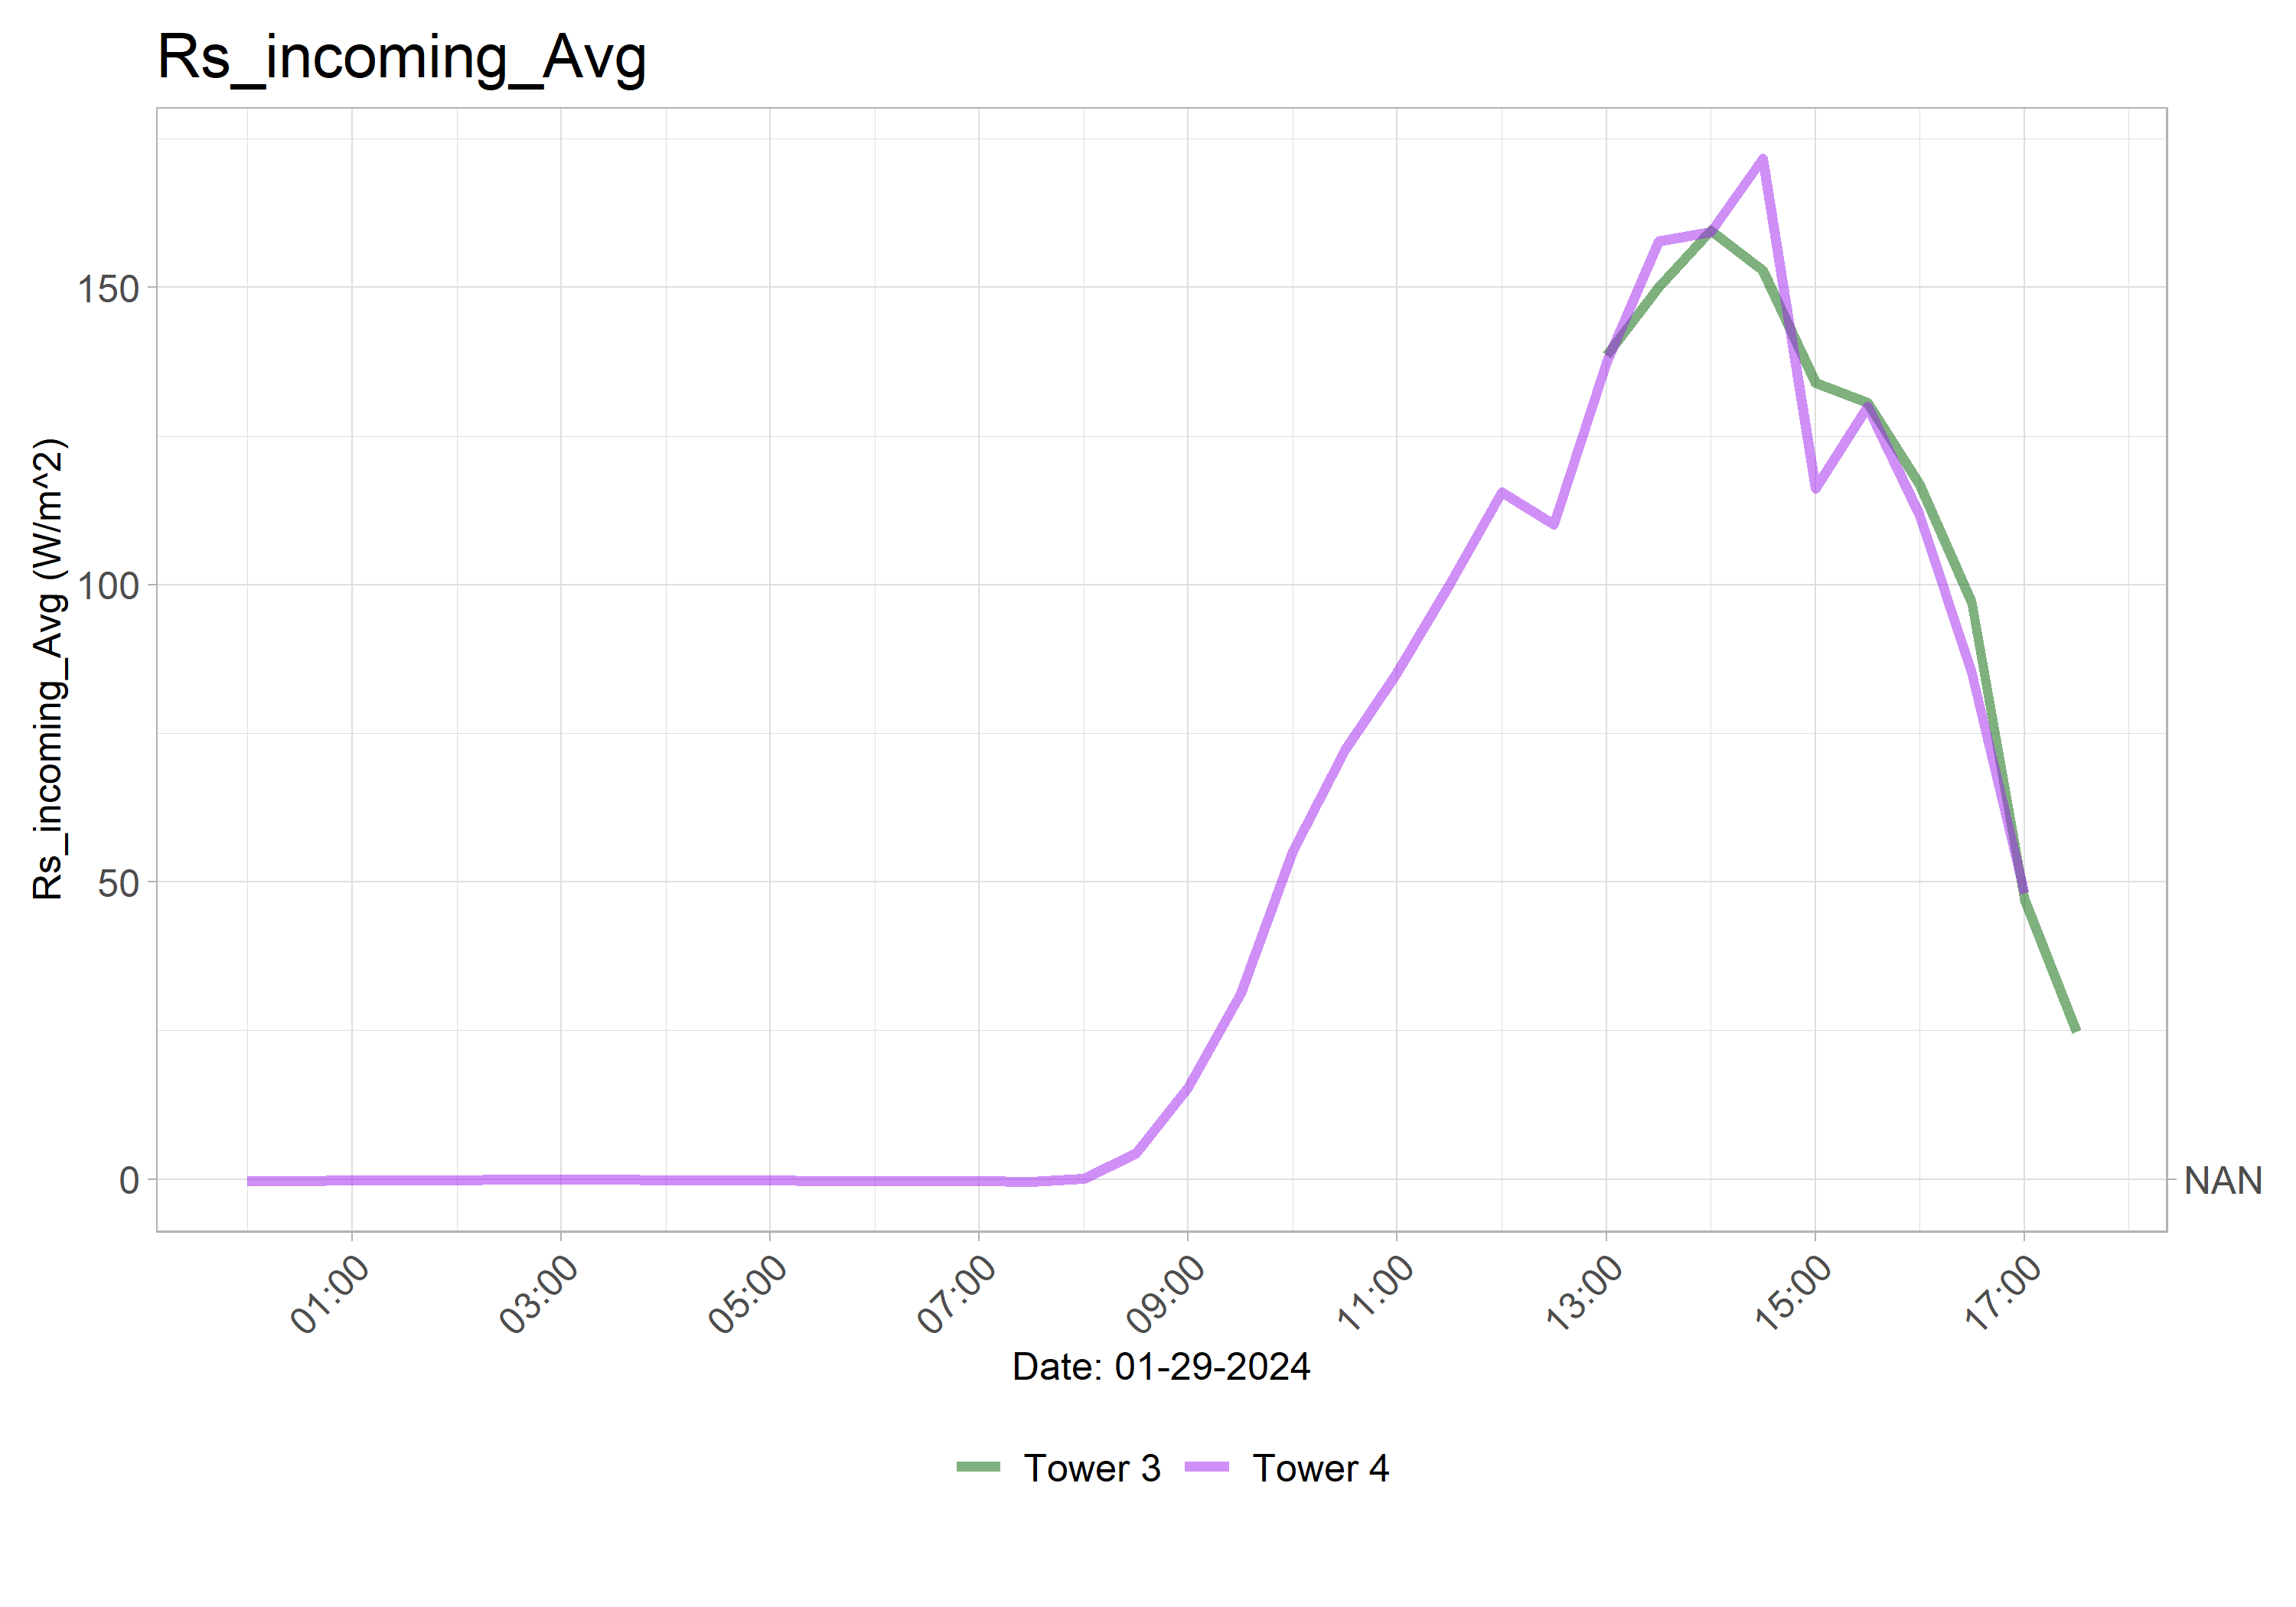 Rs_incoming_Avg
Rs_incoming_Avg (W/m^2)
150
100
50
0
NAN
01:00
03:00
05:00
07:00
09:00
11:00
13:00
15:00
17:00
Date: 01-29-2024
Tower 3
Tower 4